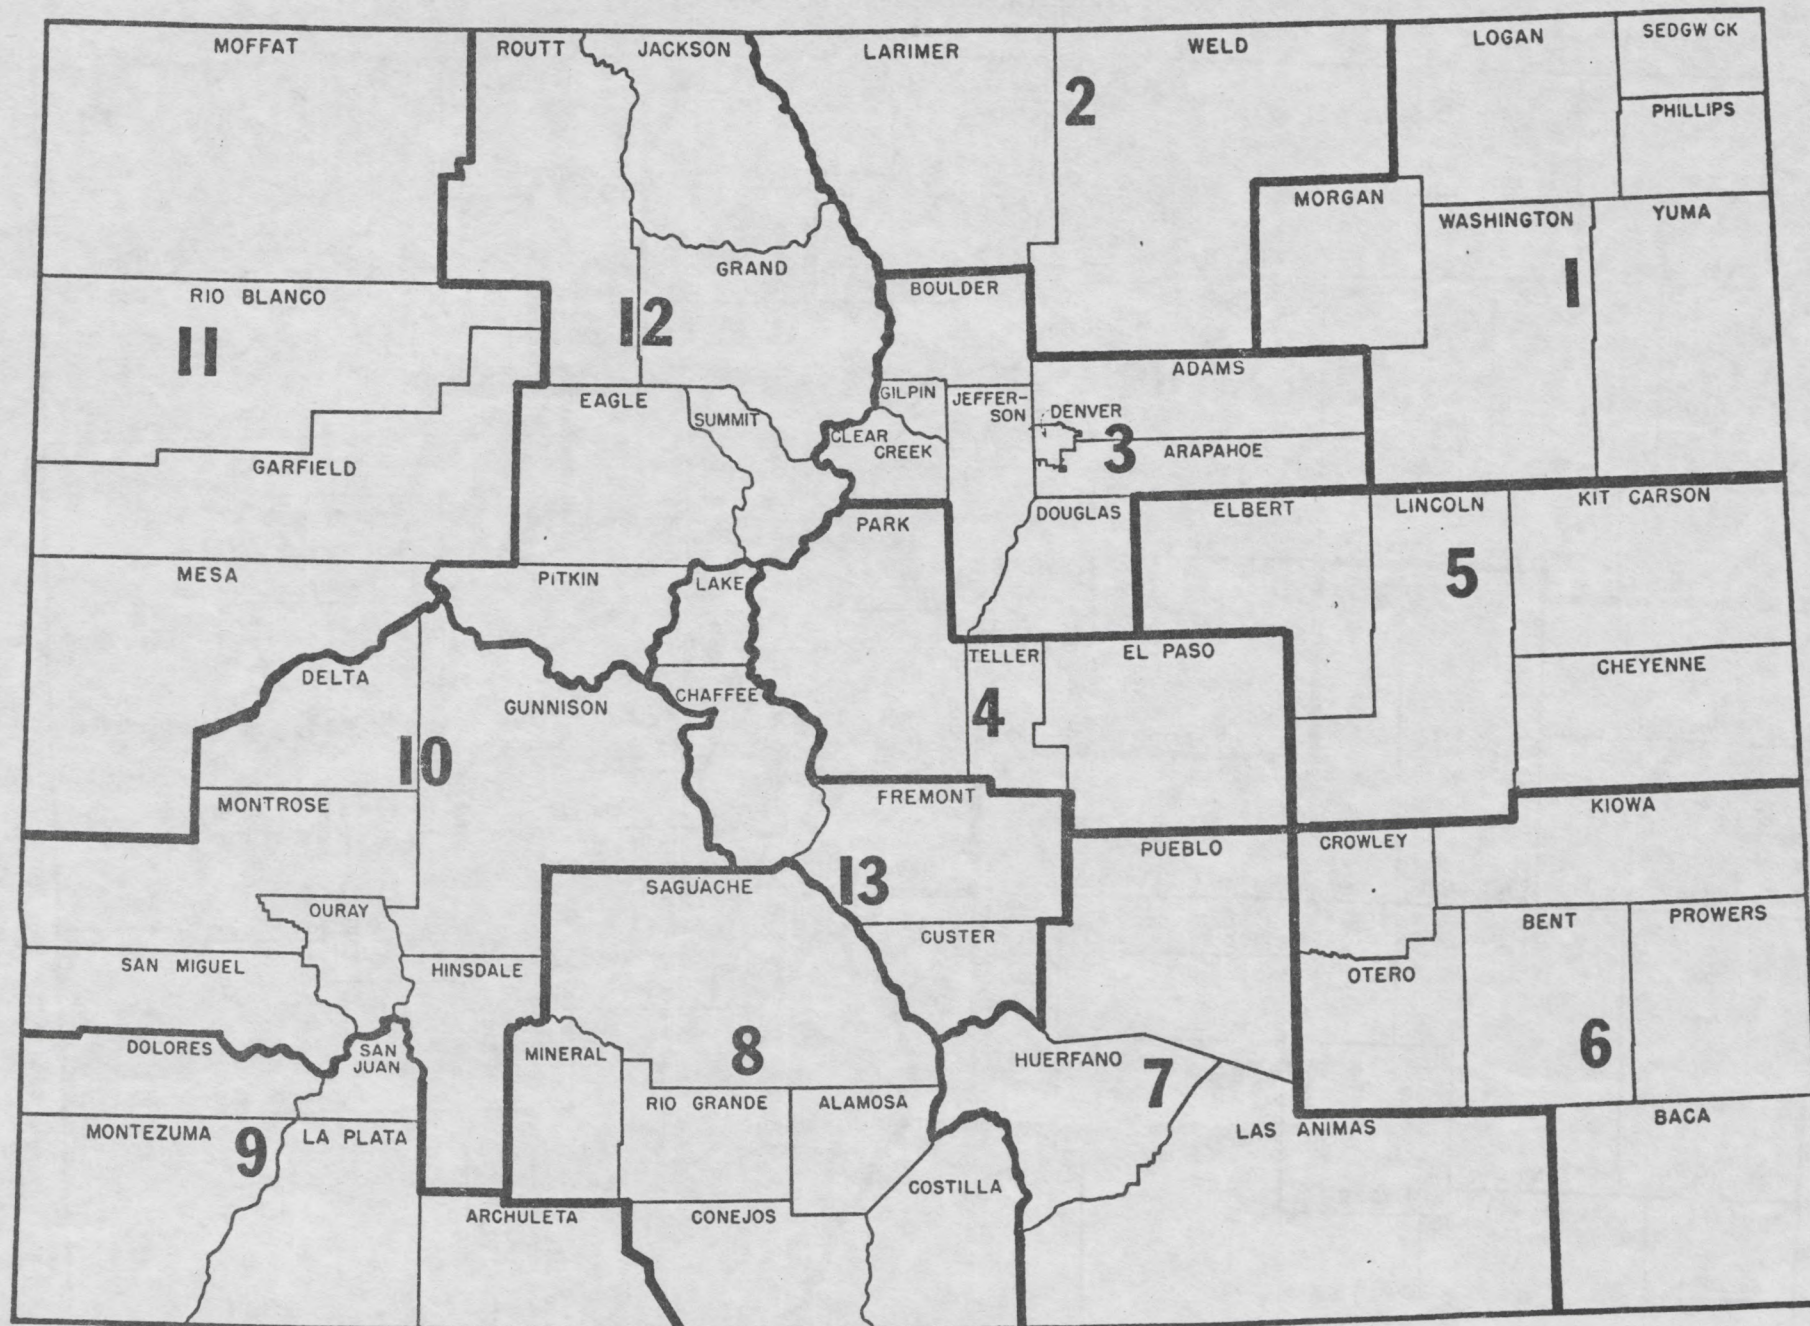 MOFFAT
ROUTT
JACKSON
LARIMER
WELD
LOGAN
SEDGW CK
2
PHILLIPS
MORGAN
WASHINGTON
YUMA
GRAND
RIO BLANCO
BOULDER
1
11
12
ADAMS
EAGLE
SUMMIT
GILPIN
JEFFER-
SON
DENVER
CLEAR
CREEK
3
ARAPAHOE
GARFIELD
PARK
DOUGLAS
ELBERT
LINCOLN
KIT CARSON
MESA
PITKIN
LAKE
5
DELTA
GUNNISON
CHAFFEE
TELLER
EL PASO
CHEYENNE
4
10
MONTROSE
FREMONT
KIOWA
PUEBLO
CROWLEY
SAGUACHE
13
OURAY
CUSTER
BENT
PROWERS
SAN MIGUEL
HINSDALE
OTERO
DOLORES
SAN
JUAN
MINERAL
8
HUERFANO
7
6
RIO GRANDE
ALAMOSA
MONTEZUMA
9
LA PLATA
LAS ANIMAS
BACA
COSTILLA
ARCHULETA
CONEJOS